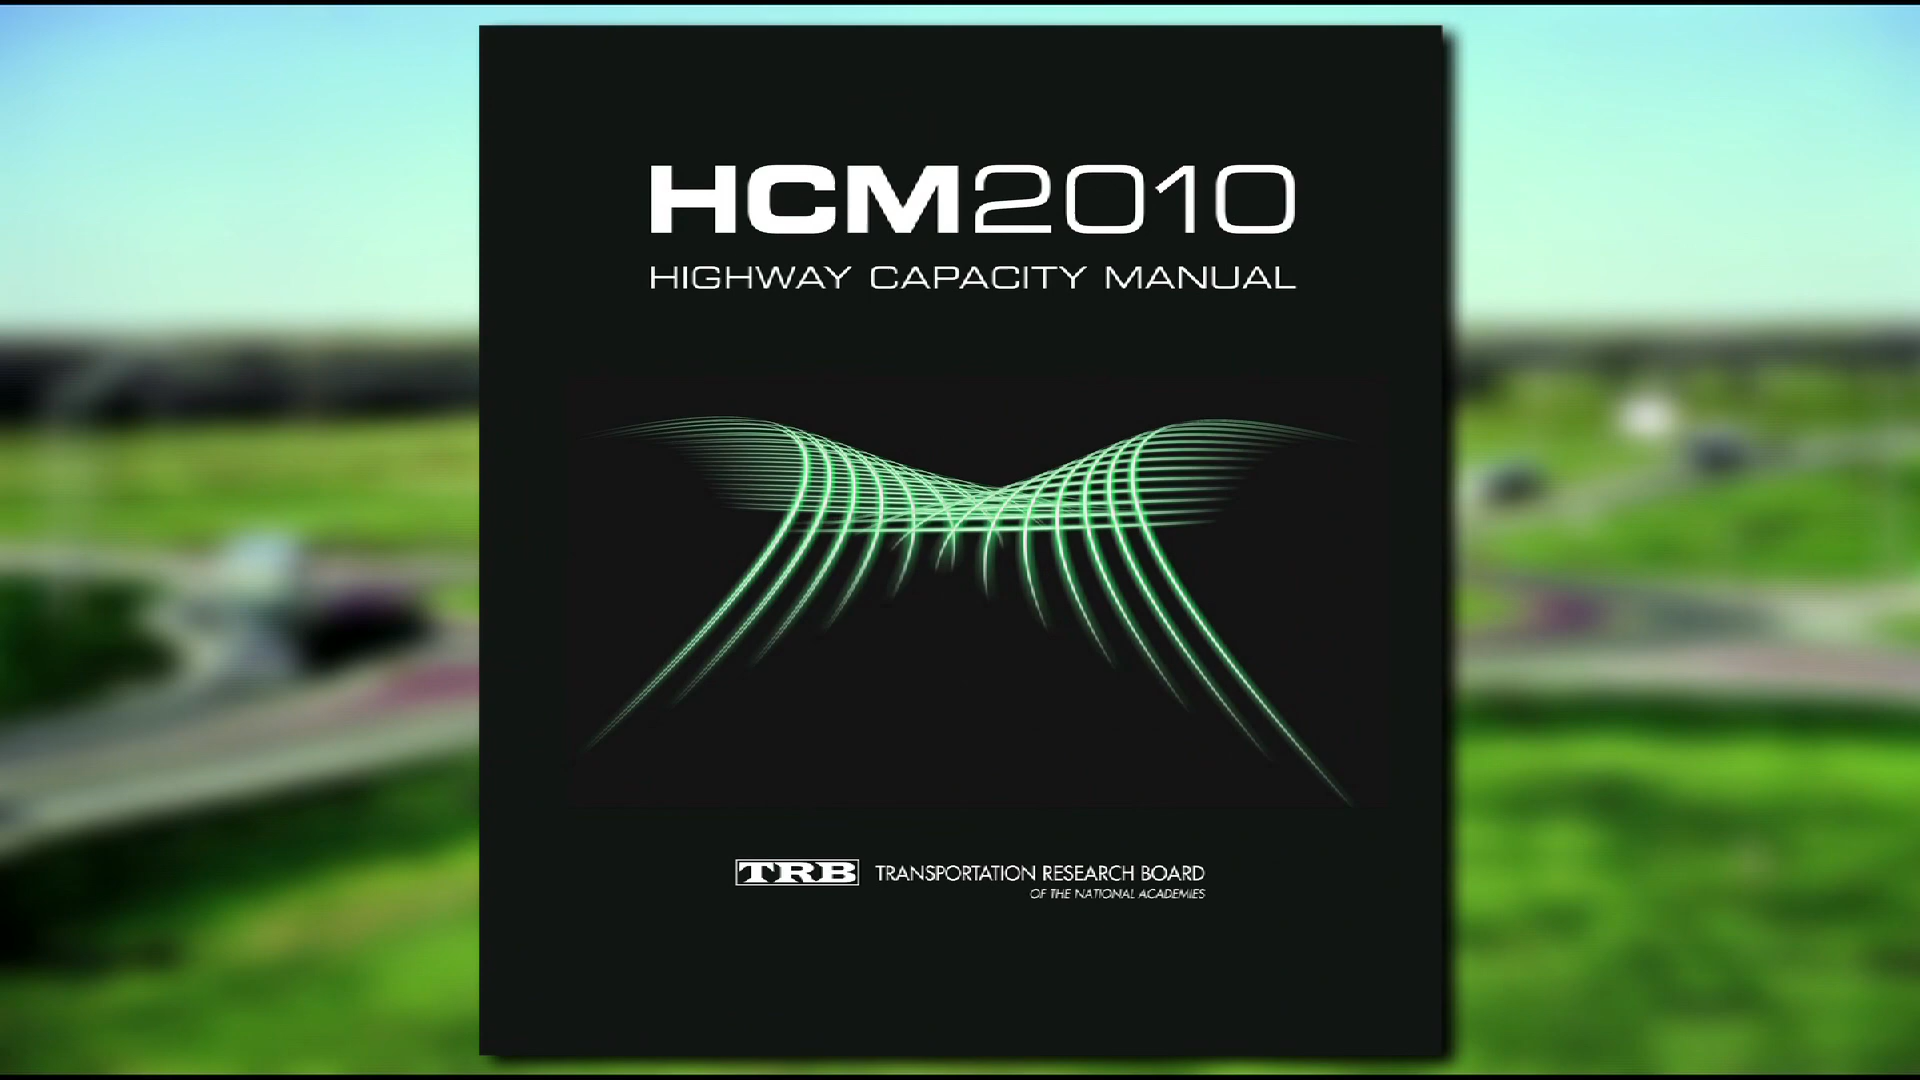 HCM2010
HIGHWAY CAPACITY MANUAL
TRB TRANSPORTATION RESEARCH BOARD
OF THE NATIONAL ACADEMIES